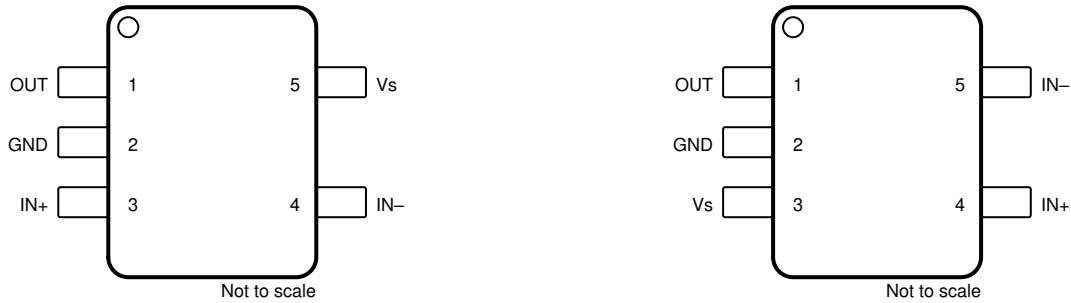 OUT 1 5 Vs
GND 2
IN+ 3 4 IN–
Not to scale
OUT 1 5 IN–
GND 2
Vs 3 4 IN+
Not to scale